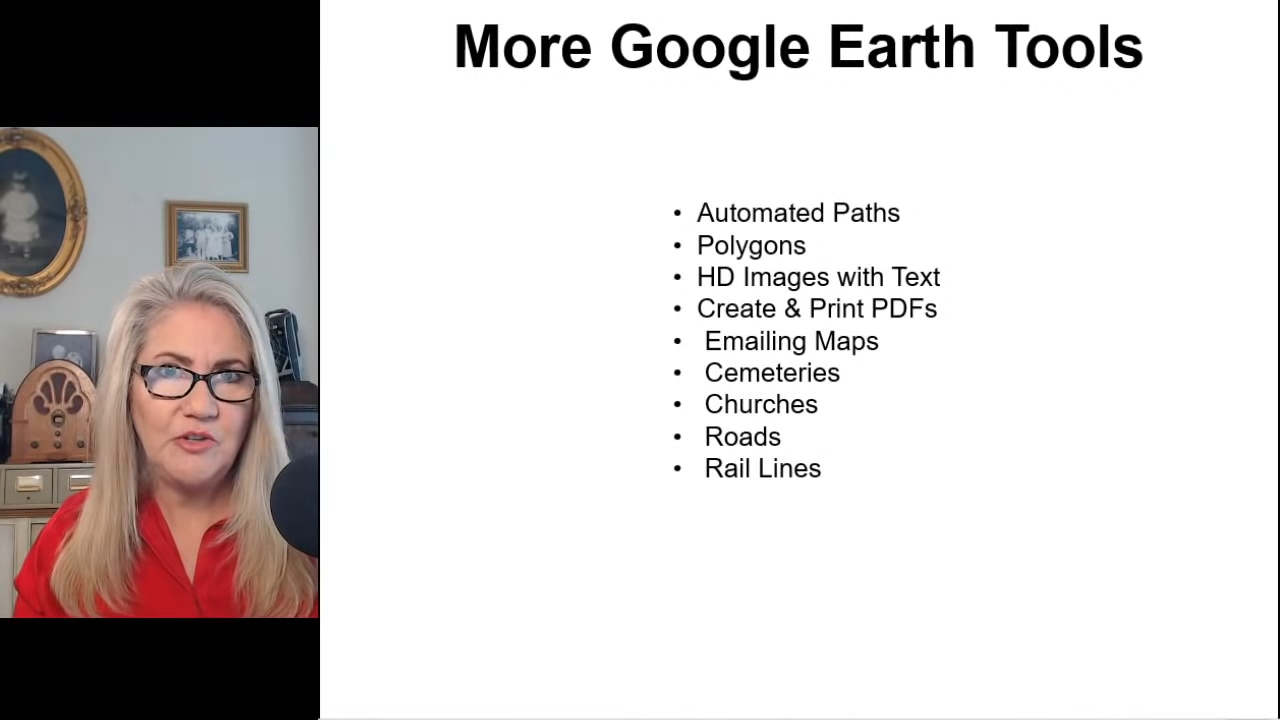 More Google Earth Tools
• Automated Paths
• Polygons
• HD Images with Text
• Create & Print PDFs
• Emailing Maps
• Cemeteries
• Churches
• Roads
• Rail Lines